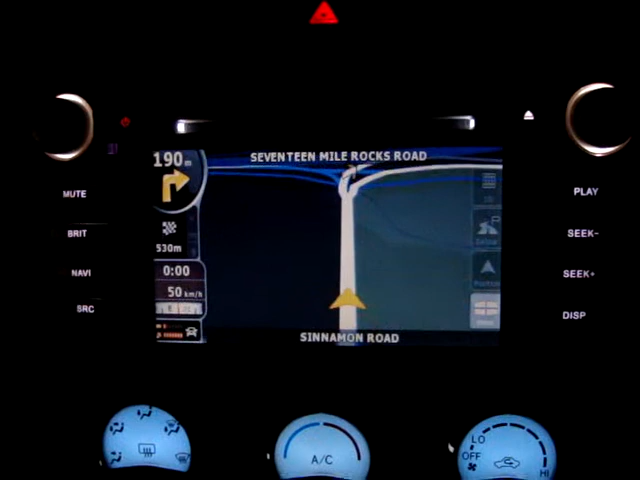 190 m
SEVENTEEN MILE ROCKS ROAD
MUTE
PLAY
BRIT
SEEK-
530m
0:00
NAVI
SEEK+
50 km/h
SRC
DISP
SINNAMON ROAD
A/C
LO
OFF
HI